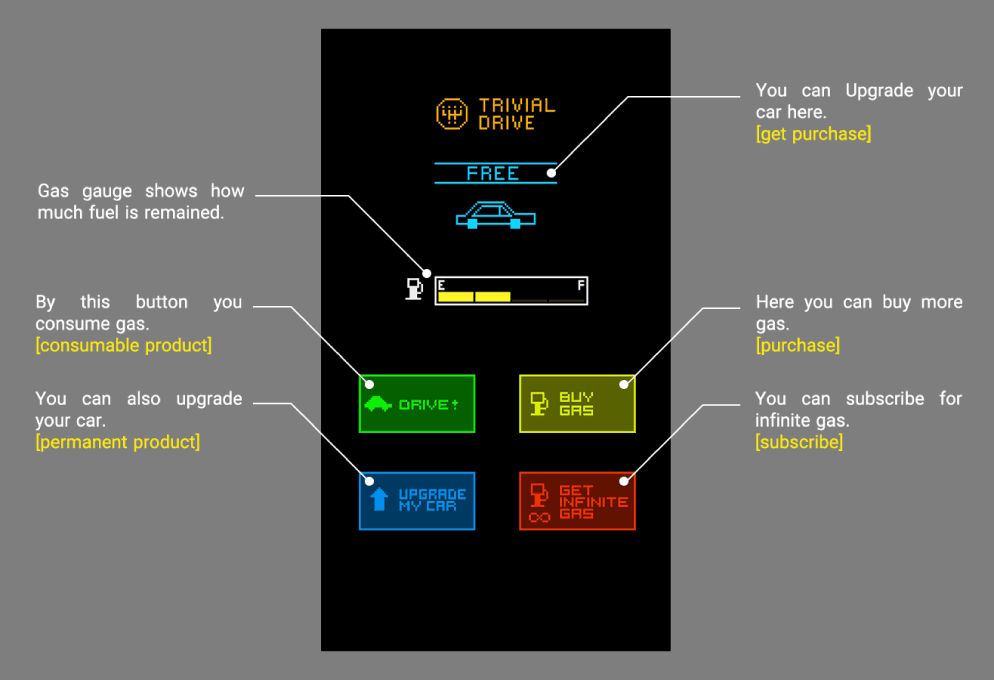 TRIVIAL
DRIVE
You can Upgrade your
car here.
[get purchase]
FREE
Gas gauge shows how
much fuel is remained.
E F
By this button you
consume gas.
[consumable product]
Here you can buy more
gas.
[purchase]
DRIVE!
BUY
GAS
You can also upgrade
your car.
[permanent product]
You can subscribe for
infinite gas.
[subscribe]
UPGRADE
MY CAR
GET
INFINITE
GAS